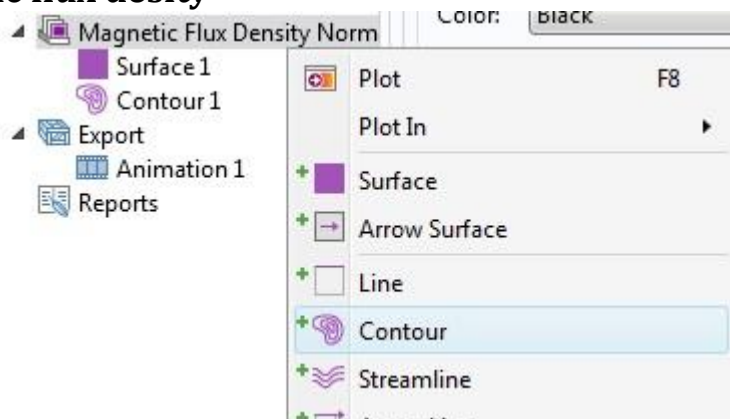 Magnetic Flux Density Norm
Color: Black
Surface 1
Contour 1
Export
Animation 1
Reports
Plot F8
Plot In
Surface
Arrow Surface
Line
Contour
Streamline